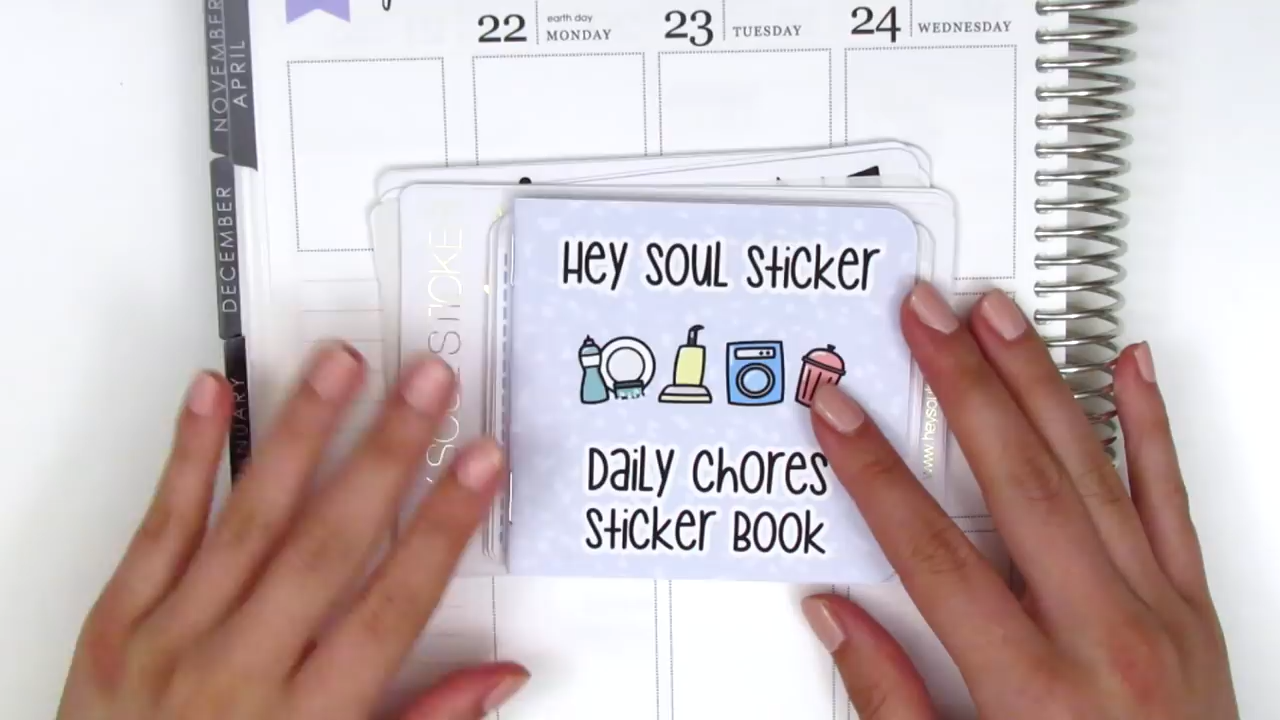 NOVEMBER
APRIL
DECEMBER
22
earth day
MONDAY
23
TUESDAY
24
WEDNESDAY
Hey Soul Sticker
Daily Chores
Sticker Book